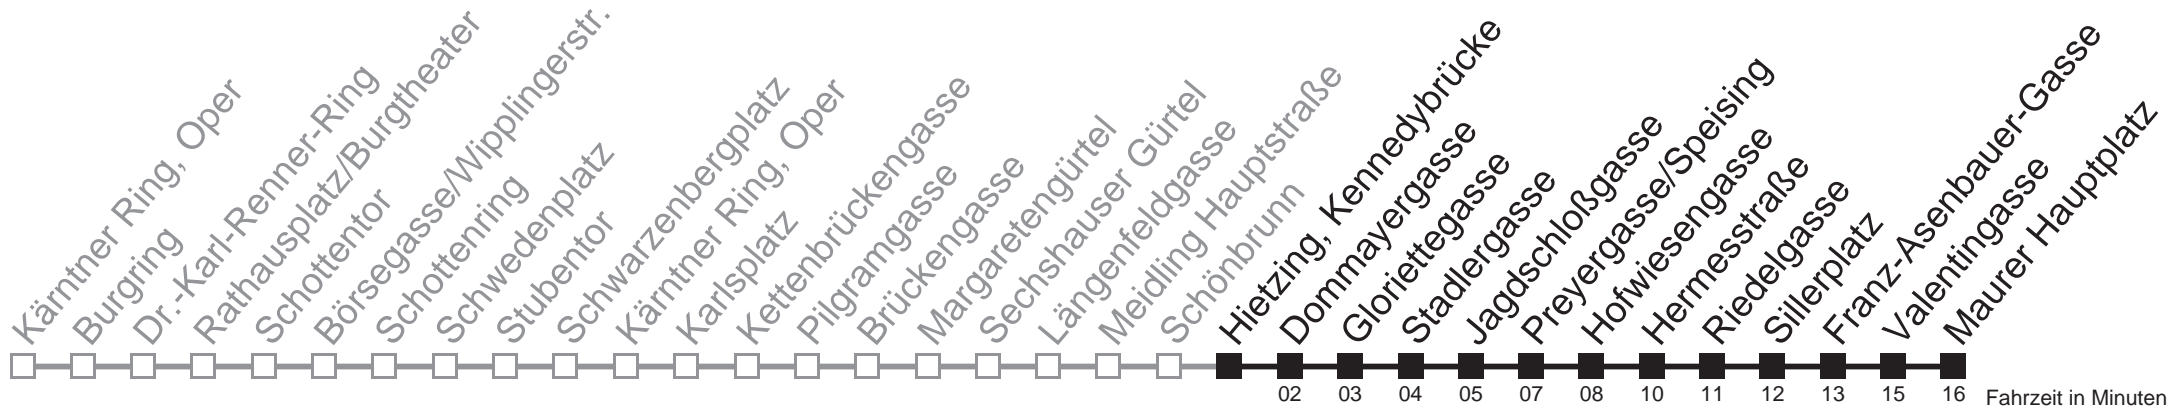 Kärntner Ring, Oper
Burgring
Dr.-Karl-Renner-Ring
Rathausplatz/Burgtheater
Schottentor
Börsegasse/Wipplingerstr.
Schottenring
Schwedenplatz
Stubentor
Schwarzenbergplatz
Kärntner Ring, Oper
Karlsplatz
Kettenbrückengasse
Pilgramgasse
Brückengasse
Margaretengürtel
Sechshauser Gürtel
Längenfeldgasse
Meidling Hauptstraße
Schönbrunn
Hietzing, Kennedybrücke
Dommayergasse
Gloriettegasse
Stadlergasse
Jagdschloßgasse
Preyergasse/Speising
Hofwiesengasse
Hermesstraße
Riedelgasse
Sillerplatz
Franz-Asenbauer-Gasse
Valentingasse
Maurer Hauptplatz
02 03 04 05 07 08 10 11 12 13 15 16 Fahrzeit in Minuten